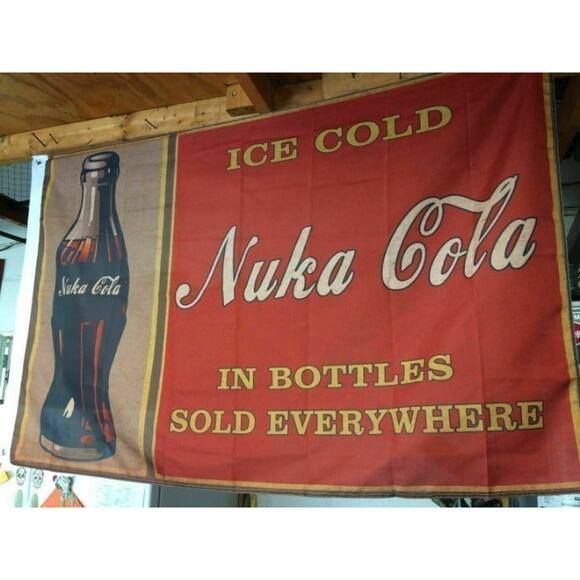 ICE COLD
Nuka Cola
Nuka Cola
IN BOTTLES
SOLD EVERYWHERE